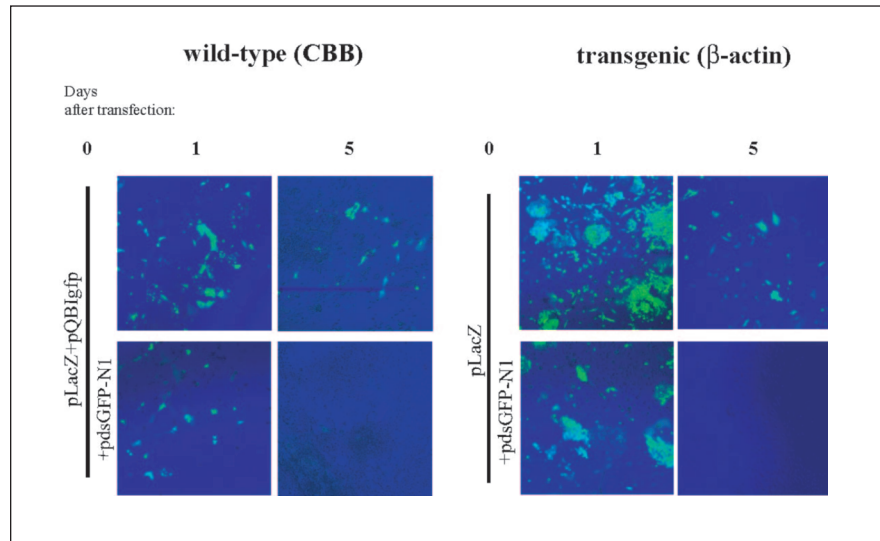 wild-type (CBB)
transgenic (β-actin)
Days
after transfection:
0
1
5
0
1
5
pLacZ+pQBIgfp
+pdsGFP-N1
pLacZ
+pdsGFP-N1